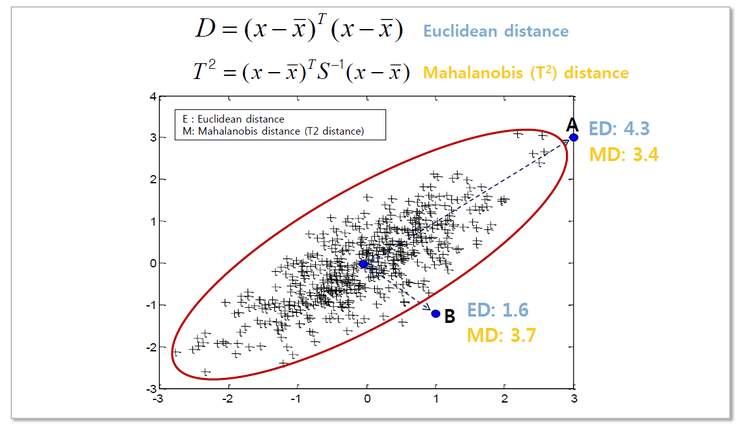 D = (x − x̄)ᵀ (x − x̄) Euclidean distance
T² = (x − x̄)ᵀ S⁻¹ (x − x̄) Mahalanobis (T²) distance
E : Euclidean distance
M: Mahalanobis distance (T2 distance)
A
ED: 4.3
MD: 3.4
B
ED: 1.6
MD: 3.7
4
3
2
1
0
-1
-2
-3
-3 -2 -1 0 1 2 3